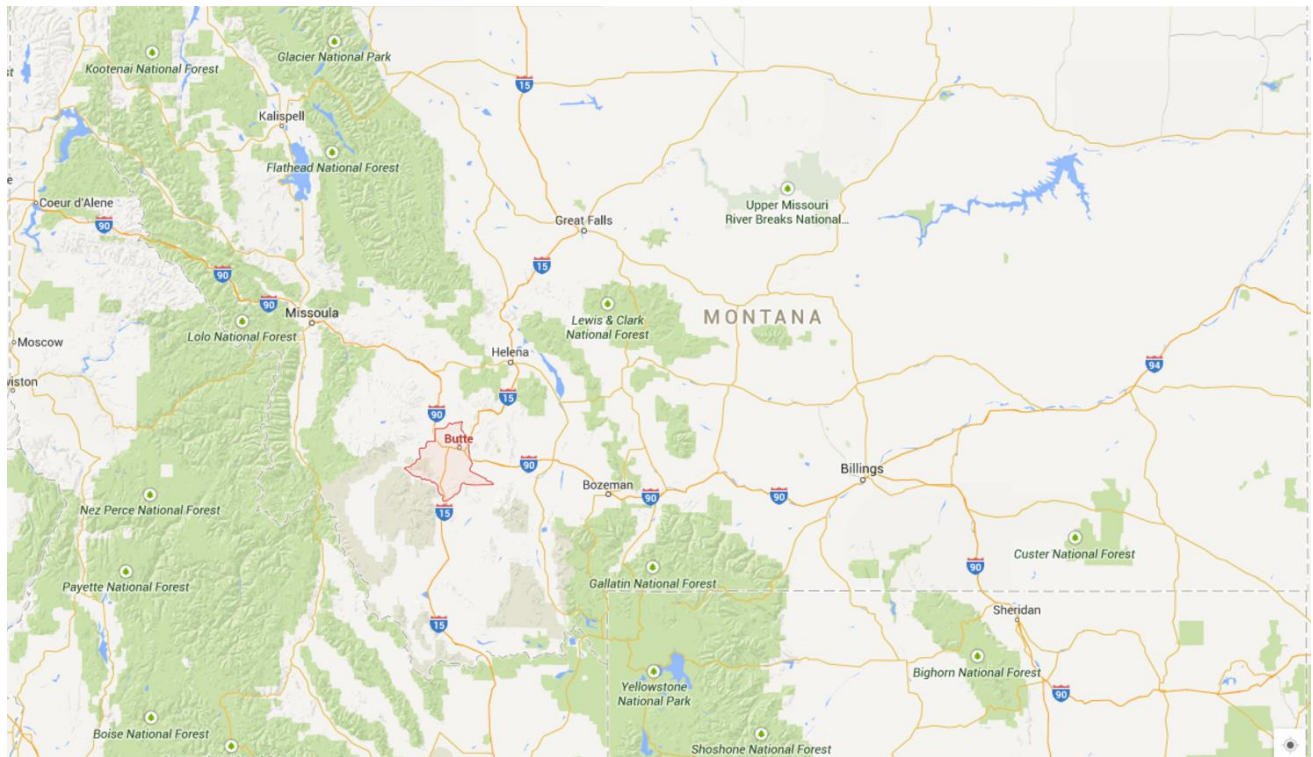 Kootenai National Forest
Glacier National Park
15
Kalispell
Flathead National Forest
Coeur d'Alene
90
Upper Missouri
River Breaks National...
Great Falls
15
90
90
Lewis & Clark
National Forest
MONTANA
Missoula
Lolo National Forest
Moscow
Helena
94
wiston
15
90
Butte
90
Billings
Bozeman
90
90
Nez Perce National Forest
15
Custer National Forest
90
Payette National Forest
Gallatin National Forest
Sheridan
15
Bighorn National Forest
Yellowstone
National Park
90
Boise National Forest
Shoshone National Forest